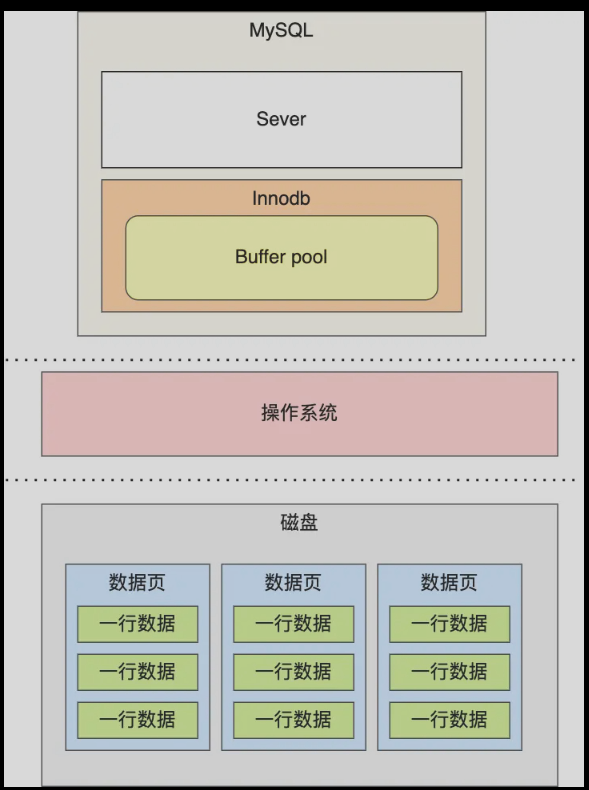 MySQL
Sever
Innodb
Buffer pool
操作系统
磁盘
数据页 数据页 数据页
一行数据 一行数据 一行数据
一行数据 一行数据 一行数据
一行数据 一行数据 一行数据